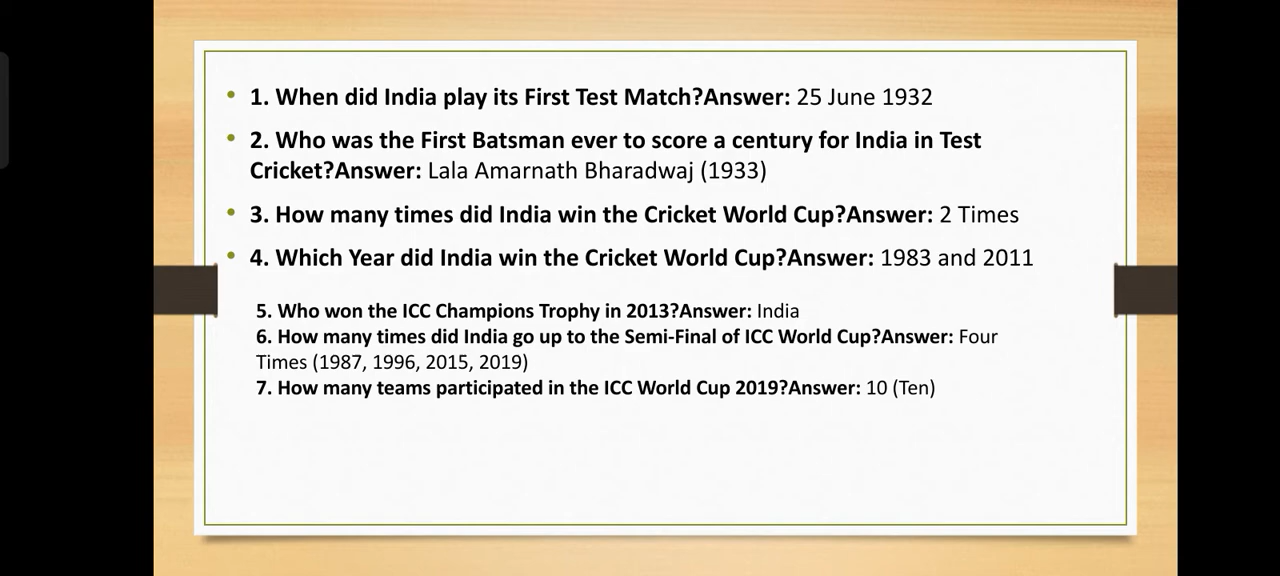 1. When did India play its First Test Match?Answer: 25 June 1932
2. Who was the First Batsman ever to score a century for India in Test
Cricket?Answer: Lala Amarnath Bharadwaj (1933)
3. How many times did India win the Cricket World Cup?Answer: 2 Times
4. Which Year did India win the Cricket World Cup?Answer: 1983 and 2011
5. Who won the ICC Champions Trophy in 2013?Answer: India
6. How many times did India go up to the Semi-Final of ICC World Cup?Answer: Four
Times (1987, 1996, 2015, 2019)
7. How many teams participated in the ICC World Cup 2019?Answer: 10 (Ten)